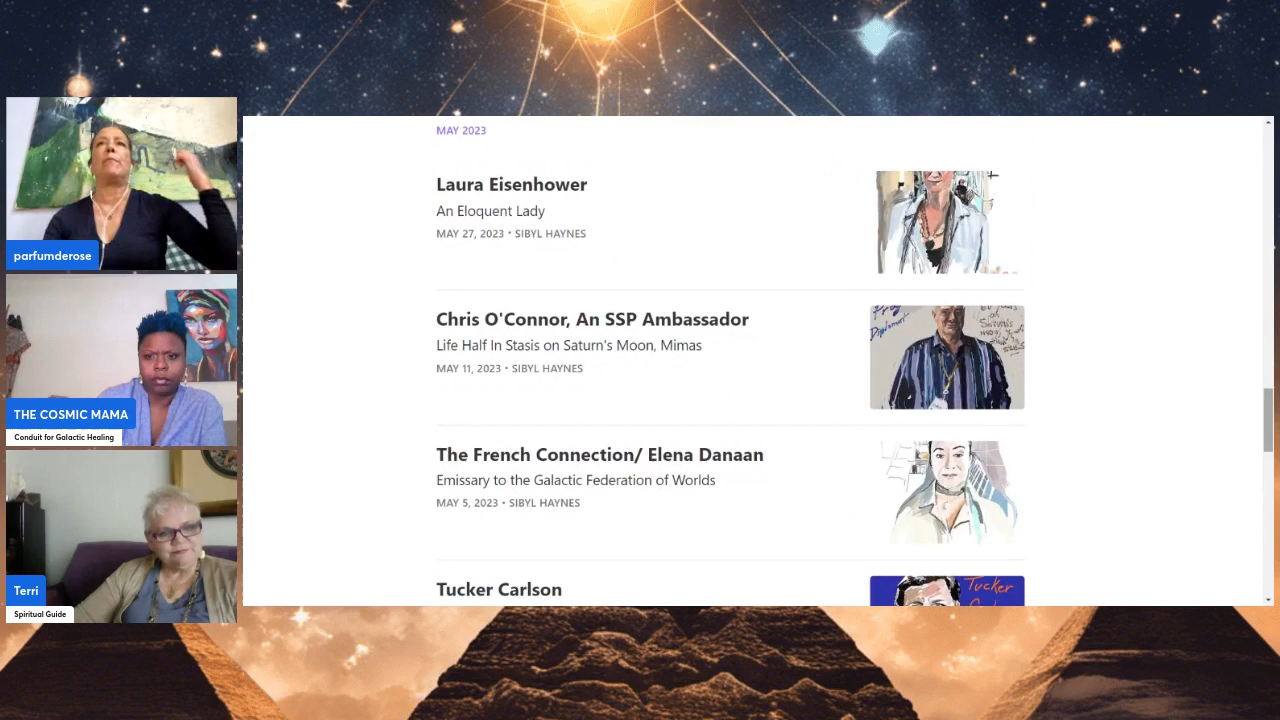 parfumderose
THE COSMIC MAMA
Conduit for Galactic Healing
Terri
Spiritual Guide
MAY 2023
Laura Eisenhower
An Eloquent Lady
MAY 27, 2023 • SIBYL HAYNES
Chris O'Connor, An SSP Ambassador
Life Half In Stasis on Saturn's Moon, Mimas
MAY 11, 2023 • SIBYL HAYNES
The French Connection/ Elena Danaan
Emissary to the Galactic Federation of Worlds
MAY 5, 2023 • SIBYL HAYNES
Tucker Carlson
Tucker